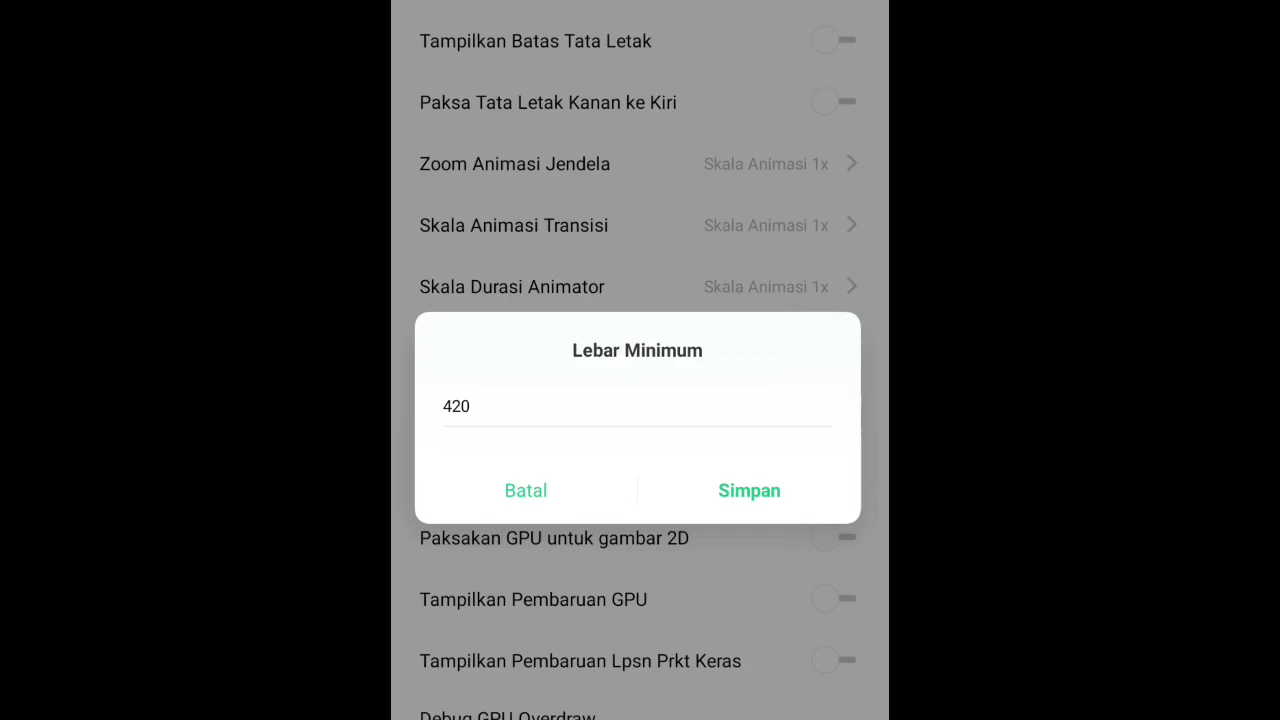 Tampilkan Batas Tata Letak
Paksa Tata Letak Kanan ke Kiri
Zoom Animasi Jendela Skala Animasi 1x
Skala Animasi Transisi Skala Animasi 1x
Skala Durasi Animator Skala Animasi 1x
Lebar Minimum
420
Batal Simpan
Paksakan GPU untuk gambar 2D
Tampilkan Pembaruan GPU
Tampilkan Pembaruan Lpsn Prkt Keras
Debug GPU Overdraw